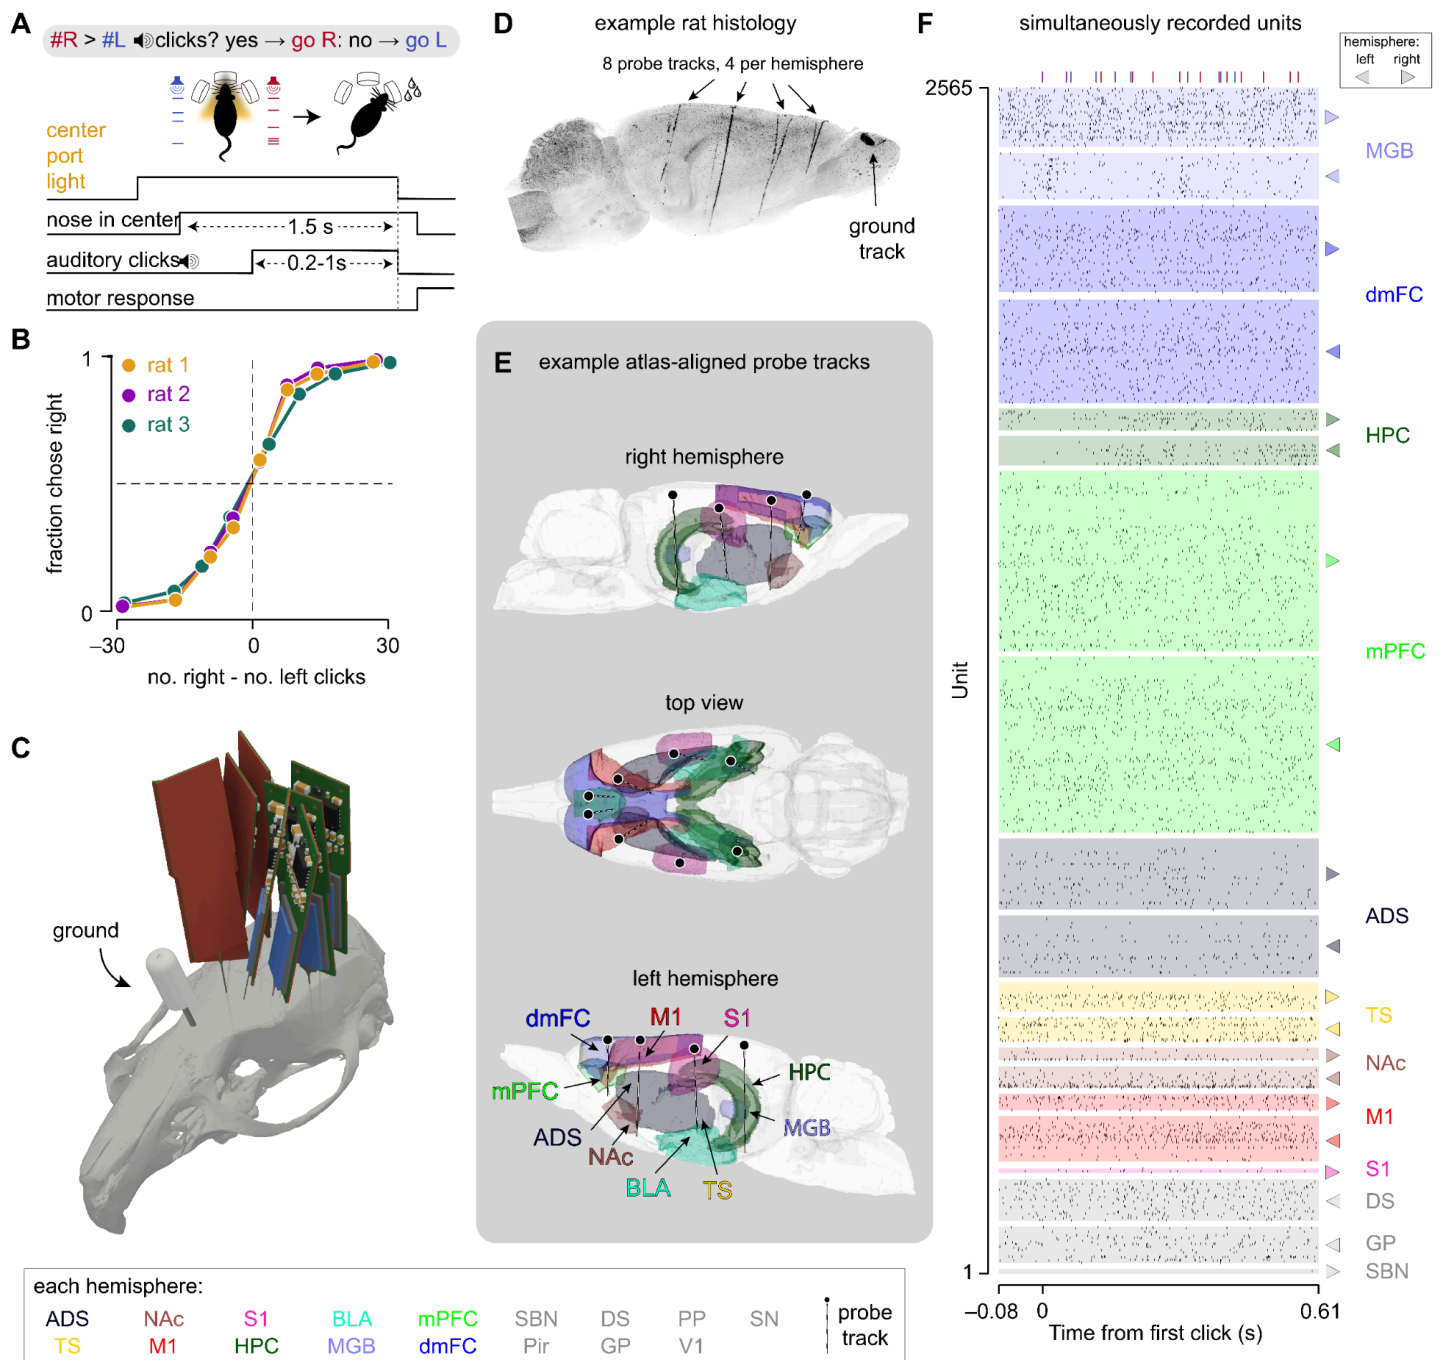 A
#R > #L clicks? yes → go R: no → go L
center
port
light
nose in center
1.5 s
auditory clicks
0.2-1s
motor response
B
1
rat 1
rat 2
rat 3
fraction chose right
0
−30
0
30
no. right - no. left clicks
C
ground
D
example rat histology
8 probe tracks, 4 per hemisphere
ground
track
E
example atlas-aligned probe tracks
right hemisphere
top view
left hemisphere
dmFC
M1
S1
mPFC
HPC
ADS
MGB
NAc
BLA
TS
F
simultaneously recorded units
hemisphere:
left right
2565
MGB
dmFC
HPC
mPFC
Unit
ADS
TS
NAc
M1
S1
DS
GP
SBN
1
−0.08 0 0.61
Time from first click (s)
each hemisphere:
ADS NAc S1 BLA mPFC SBN DS PP SN
TS M1 HPC MGB dmFC Pir GP V1
probe
track